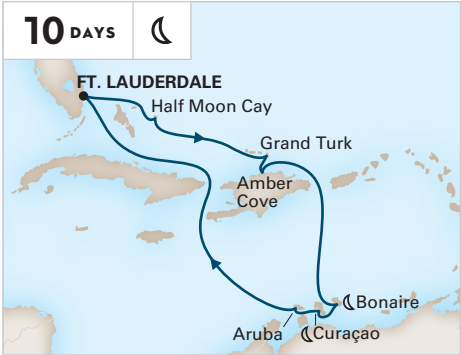 10 DAYS
FT. LAUDERDALE
Half Moon Cay
Grand Turk
Amber
Cove
Bonaire
Aruba
Curaçao